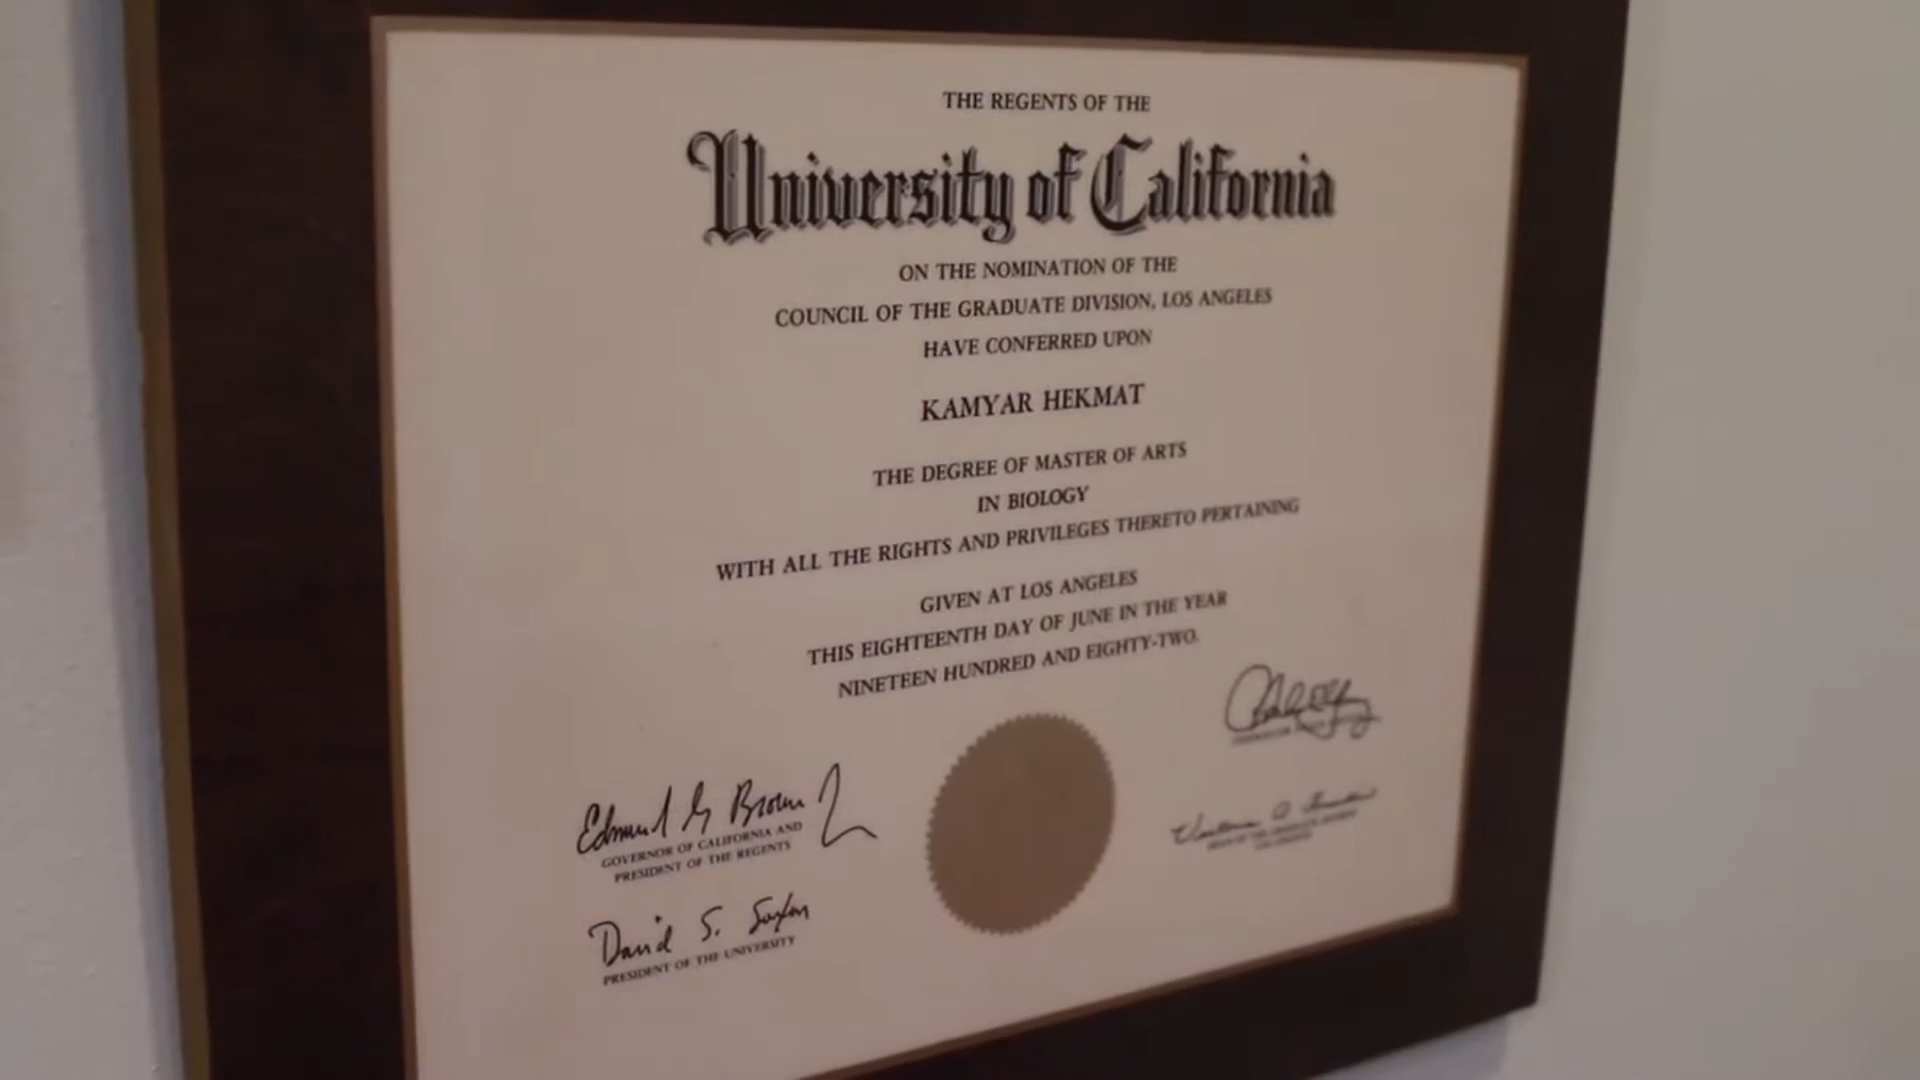 THE REGENTS OF THE
University of California
ON THE NOMINATION OF THE
COUNCIL OF THE GRADUATE DIVISION, LOS ANGELES
HAVE CONFERRED UPON
KAMYAR HEKMAT
THE DEGREE OF MASTER OF ARTS
IN BIOLOGY
WITH ALL THE RIGHTS AND PRIVILEGES THERETO PERTAINING
GIVEN AT LOS ANGELES
THIS EIGHTEENTH DAY OF JUNE IN THE YEAR
NINETEEN HUNDRED AND EIGHTY-TWO.
Edmund G Brown Jr
GOVERNOR OF CALIFORNIA AND
PRESIDENT OF THE REGENTS
David S. Saxon
PRESIDENT OF THE UNIVERSITY